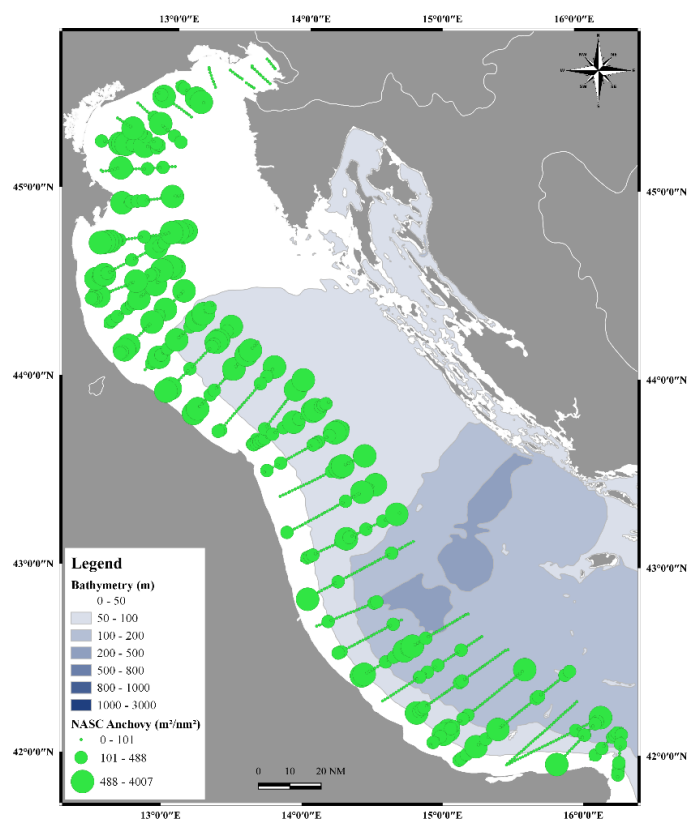 13°0'0"E 14°0'0"E 15°0'0"E 16°0'0"E
N
W E
SW SE
S
45°0'0"N 45°0'0"N
44°0'0"N 44°0'0"N
43°0'0"N 43°0'0"N
42°0'0"N 42°0'0"N
Legend
Bathymetry (m)
0 - 50
50 - 100
100 - 200
200 - 500
500 - 800
800 - 1000
1000 - 3000
NASC Anchovy (m²/nm²)
0 - 101
101 - 488
488 - 4007
0 10 20 NM
13°0'0"E 14°0'0"E 15°0'0"E 16°0'0"E